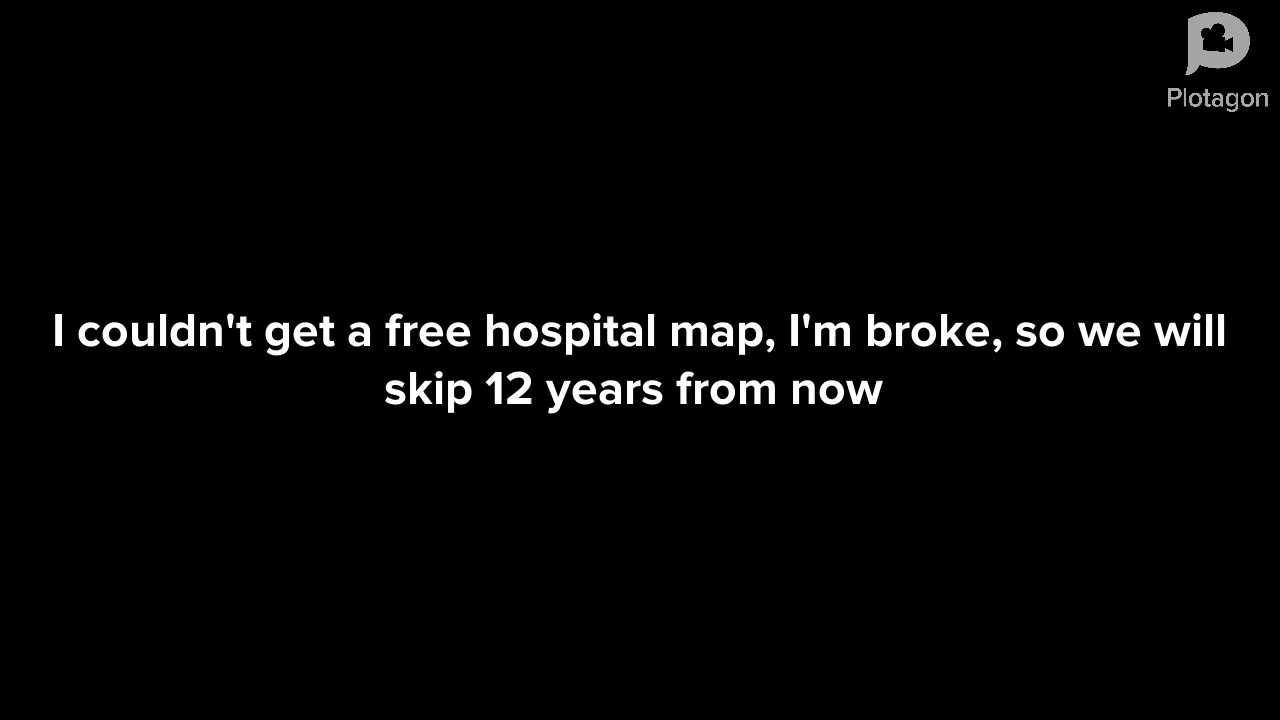 Plotagon
I couldn't get a free hospital map, I'm broke, so we will
skip 12 years from now